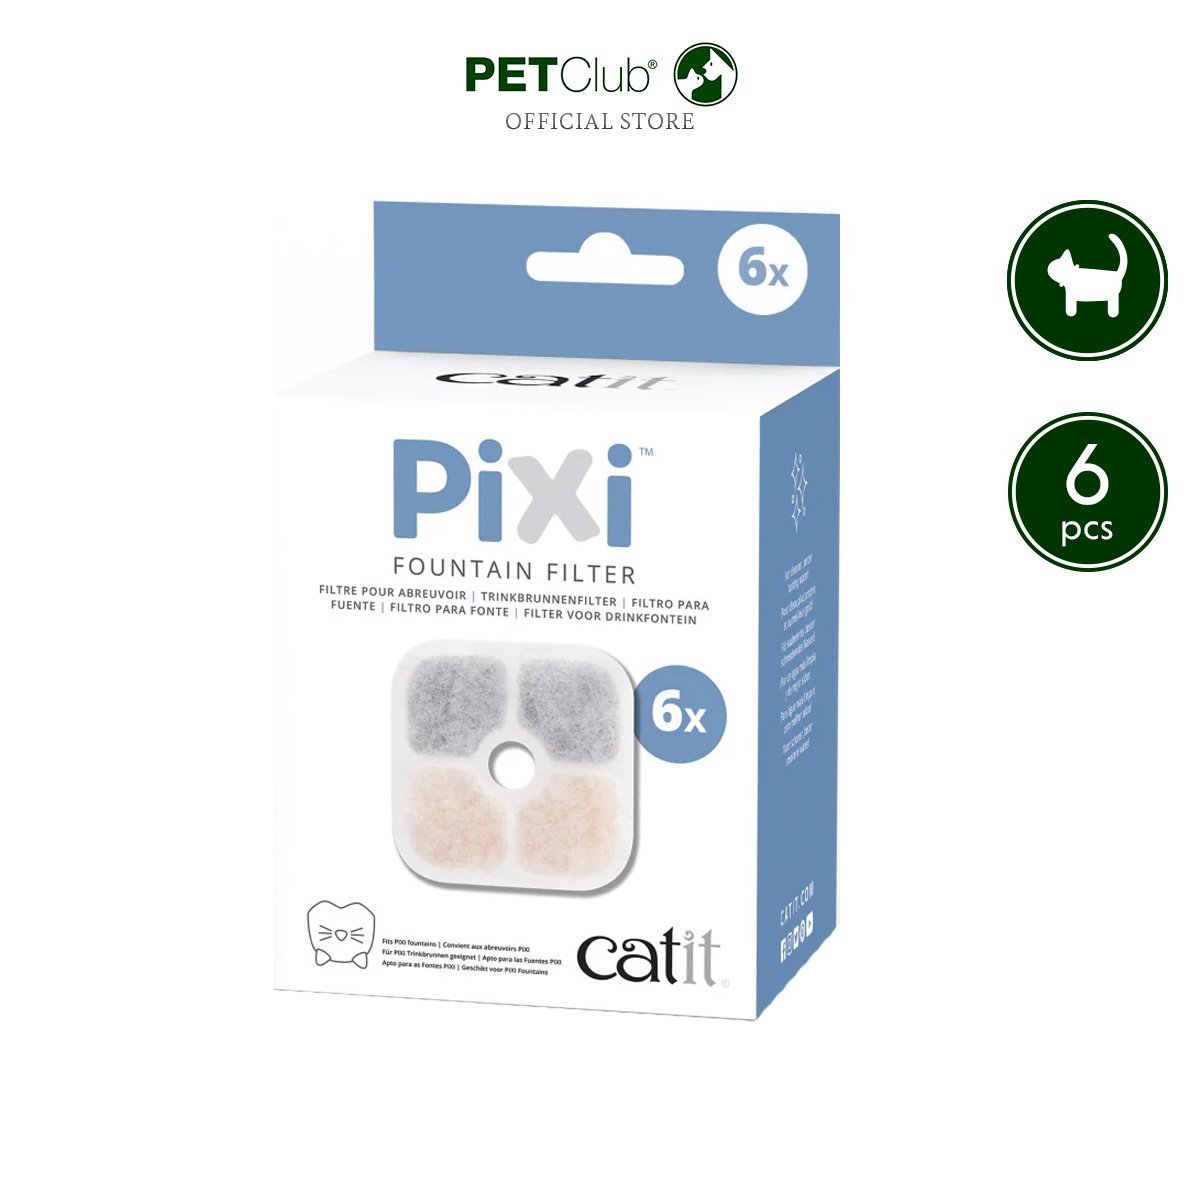 PETClub®
OFFICIAL STORE
6x
catit
PiXi™
FOUNTAIN FILTER
FILTRE POUR ABREUVOIR | TRINKBRUNNENFILTER | FILTRO PARA
FUENTE | FILTRO PARA FONTE | FILTER VOOR DRINKFONTEIN
6x
Fits PIXI fountains | Convient aux abreuvoirs PIXI
Für PIXI Trinkbrunnen geeignet | Apto para las Fuentes PIXI
Apto para as Fontes PIXI | Geschikt voor PIXI Fountains
catit®
CATIT.COM
6
pcs